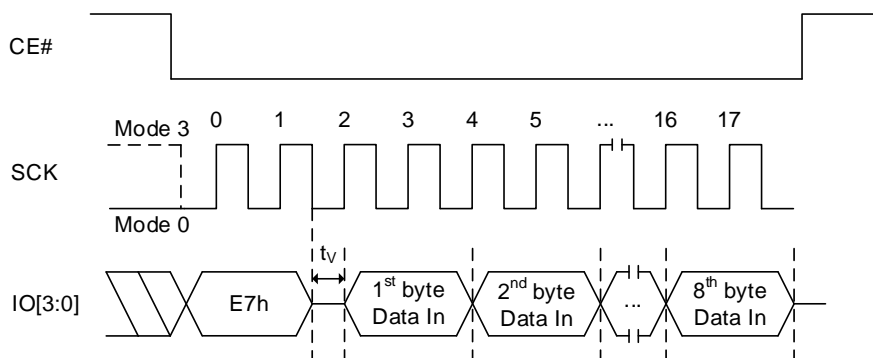 CE#
Mode 3
0 1 2 3 4 5 ... 16 17
SCK
Mode 0
tV
IO[3:0]
E7h
1st byte
Data In
2nd byte
Data In
...
8th byte
Data In